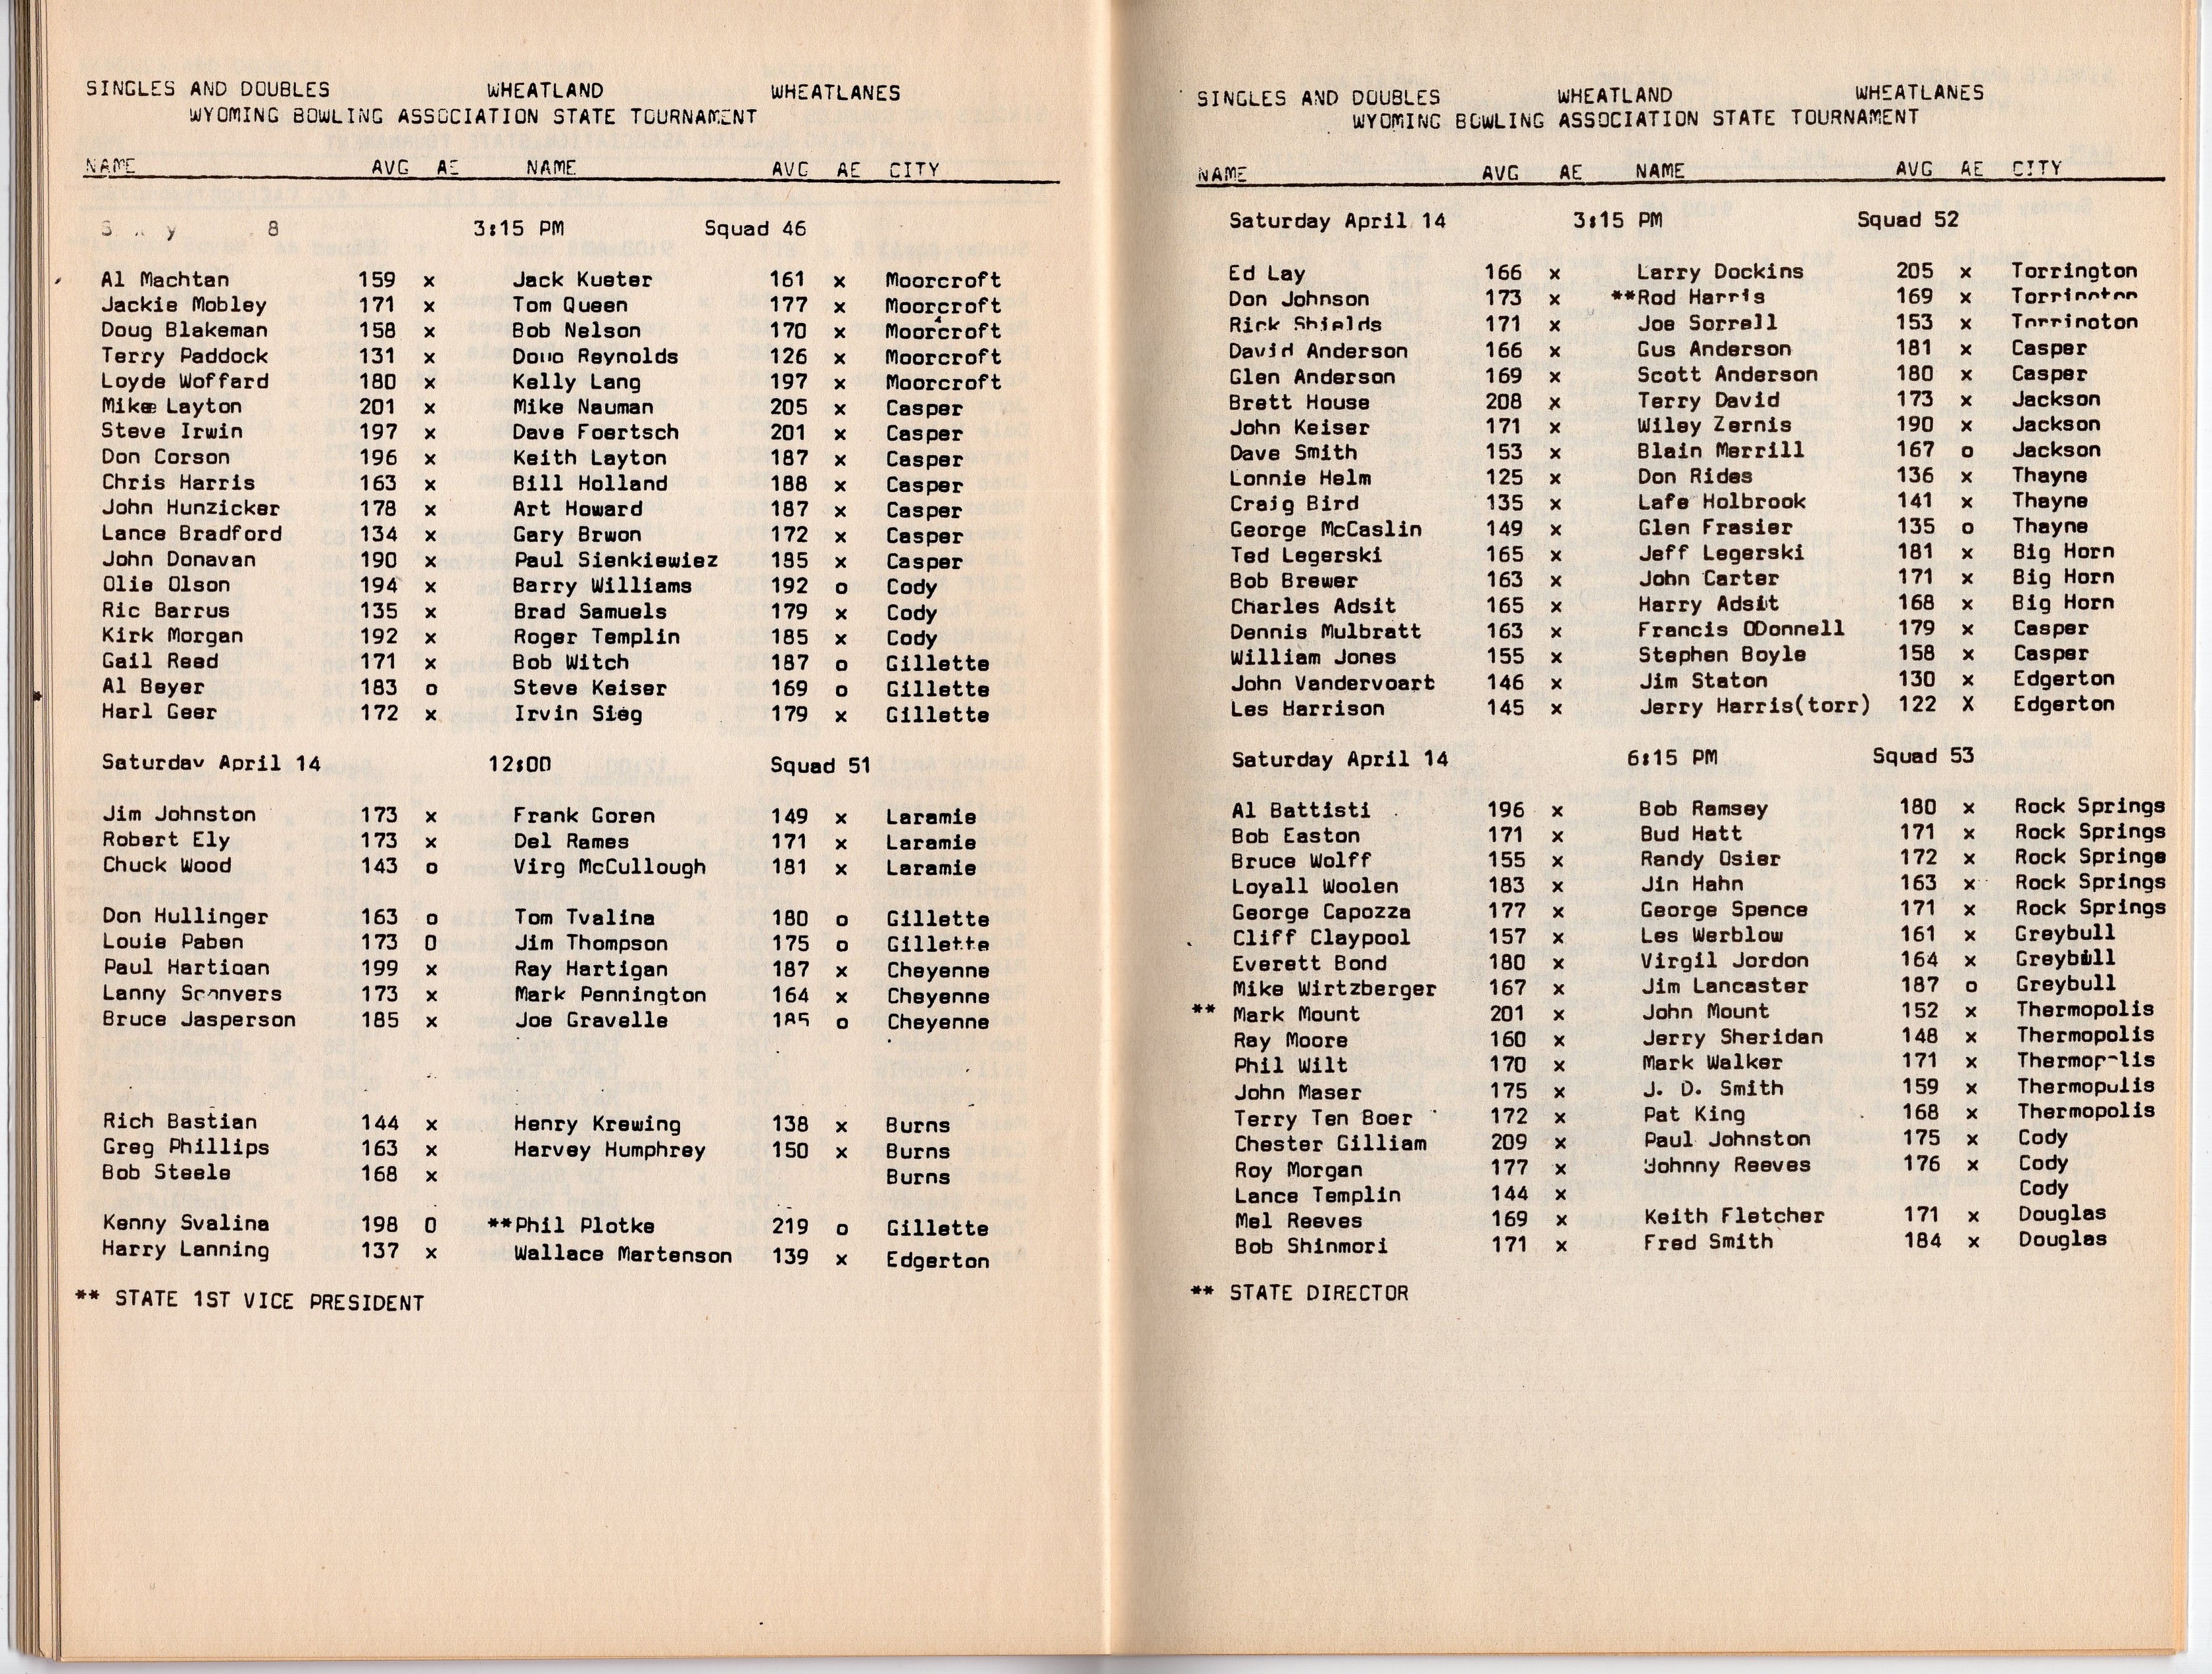 SINGLES AND DOUBLES WHEATLAND WHEATLANES
WYOMING BOWLING ASSOCIATION STATE TOURNAMENT
NAME AVG AE NAME AVG AE CITY
8 3:15 PM Squad 46
Al Machtan 159 x Jack Kueter 161 x Moorcroft
Jackie Mobley 171 x Tom Queen 177 x Moorcroft
Doug Blakeman 158 x Bob Nelson 170 x Moorcroft
Terry Paddock 131 x Doug Reynolds 126 x Moorcroft
Loyde Woffard 180 x Kelly Lang 197 x Moorcroft
Mike Layton 201 x Mike Nauman 205 x Casper
Steve Irwin 197 x Dave Foertsch 201 x Casper
Don Corson 196 x Keith Layton 187 x Casper
Chris Harris 163 x Bill Holland 188 x Casper
John Hunzicker 178 x Art Howard 187 x Casper
Lance Bradford 134 x Gary Brwon 172 x Casper
John Donavan 190 x Paul Sienkiewiez 185 x Casper
Olie Olson 194 x Barry Williams 192 o Cody
Ric Barrus 135 x Brad Samuels 179 x Cody
Kirk Morgan 192 x Roger Templin 185 x Cody
Gail Reed 171 x Bob Witch 187 o Gillette
Al Beyer 183 o Steve Keiser 169 o Gillette
Harl Geer 172 x Irvin Sieg 179 x Gillette
Saturday April 14 12:00 Squad 51
Jim Johnston 173 x Frank Goren 149 x Laramie
Robert Ely 173 x Del Rames 171 x Laramie
Chuck Wood 143 o Virg McCullough 181 x Laramie
Don Hullinger 163 o Tom Tvalina 180 o Gillette
Louie Paben 173 O Jim Thompson 175 o Gillette
Paul Hartigan 199 x Ray Hartigan 187 x Cheyenne
Lanny 173 x Mark Pennington 164 x Cheyenne
Bruce Jasperson 185 x Joe Gravelle 185 o Cheyenne
Rich Bastian 144 x Henry Krewing 138 x Burns
Greg Phillips 163 x Harvey Humphrey 150 x Burns
Bob Steele 168 x Burns
Kenny Svalina 198 O **Phil Plotke 219 o Gillette
Harry Lanning 137 x Wallace Martenson 139 x Edgerton
** STATE 1ST VICE PRESIDENT
SINGLES AND DOUBLES WHEATLAND WHEATLANES
WYOMING BOWLING ASSOCIATION STATE TOURNAMENT
NAME AVG AE NAME AVG AE CITY
Saturday April 14 3:15 PM Squad 52
Ed Lay 166 x Larry Dockins 205 x Torrington
Don Johnson 173 x **Rod Harris 169 x Torrington
Rick Shields 171 x Joe Sorrell 153 x Torrington
David Anderson 166 x Gus Anderson 181 x Casper
Glen Anderson 169 x Scott Anderson 180 x Casper
Brett House 208 x Terry David 173 x Jackson
John Keiser 171 x Wiley Zernis 190 x Jackson
Dave Smith 153 x Blain Merrill 167 o Jackson
Lonnie Helm 125 x Don Rides 136 x Thayne
Craig Bird 135 x Lafe Holbrook 141 x Thayne
George McCaslin 149 x Glen Frasier 135 o Thayne
Ted Legerski 165 x Jeff Legerski 181 x Big Horn
Bob Brewer 163 x John Carter 171 x Big Horn
Charles Adsit 165 x Harry Adsit 168 x Big Horn
Dennis Mulbratt 163 x Francis ODonnell 179 x Casper
William Jones 155 x Stephen Boyle 158 x Casper
John Vandervoart 146 x Jim Staton 130 x Edgerton
Les Harrison 145 x Jerry Harris(torr) 122 X Edgerton
Saturday April 14 6:15 PM Squad 53
Al Battisti 196 x Bob Ramsey 180 x Rock Springs
Bob Easton 171 x Bud Hatt 171 x Rock Springs
Bruce Wolff 155 x Randy Osier 172 x Rock Springs
Loyall Woolen 183 x Jin Hahn 163 x Rock Springs
George Capozza 177 x George Spence 171 x Rock Springs
Cliff Claypool 157 x Les Werblow 161 x Greybull
Everett Bond 180 x Virgil Jordon 164 x Greybull
Mike Wirtzberger 167 x Jim Lancaster 187 o Greybull
** Mark Mount 201 x John Mount 152 x Thermopolis
Ray Moore 160 x Jerry Sheridan 148 x Thermopolis
Phil Wilt 170 x Mark Walker 171 x Thermopolis
John Maser 175 x J. D. Smith 159 x Thermopulis
Terry Ten Boer 172 x Pat King 168 x Thermopolis
Chester Gilliam 209 x Paul Johnston 175 x Cody
Roy Morgan 177 x Johnny Reeves 176 x Cody
Lance Templin 144 x Cody
Mel Reeves 169 x Keith Fletcher 171 x Douglas
Bob Shinmori 171 x Fred Smith 184 x Douglas
** STATE DIRECTOR